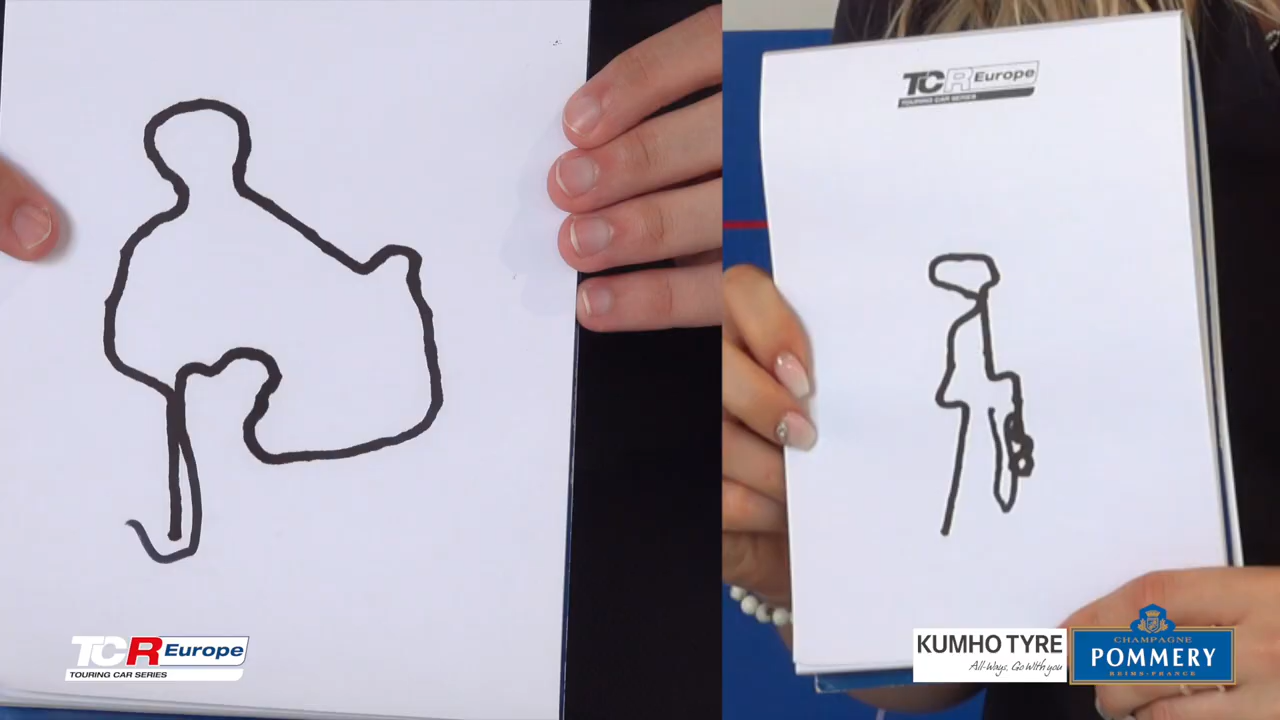 TCR Europe
TOURING CAR SERIES
TCR Europe
TOURING CAR SERIES
KUMHO TYRE
All-Ways, Go With you
CHAMPAGNE
POMMERY
REIMS-FRANCE